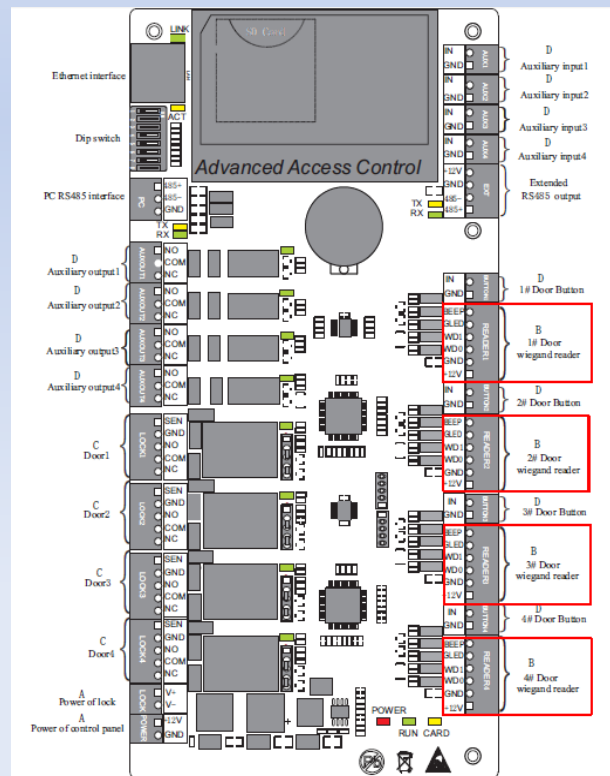 LINK
SD Card
Ethernet interface
ACT
Dip switch
Advanced Access Control
PC RS485 interface
PC
485+
485-
GND
TX
RX
D
Auxiliary output1
AUXOUT1
NO
COM
NC
D
Auxiliary output2
NO
COM
NC
D
Auxiliary output3
NO
COM
NC
D
Auxiliary output4
NO
COM
NC
C
Door1
LOCK1
SEN
GND
NO
COM
NC
C
Door2
LOCK2
SEN
GND
NO
COM
NC
C
Door3
LOCK3
SEN
GND
NO
COM
NC
C
Door4
LOCK4
SEN
GND
NO
COM
NC
A
Power of lock
LOCK
V+
V-
A
Power of control panel
POWER
+12V
GND
IN
GND
AUX1
D
Auxiliary input1
IN
GND
AUX2
D
Auxiliary input2
IN
GND
AUX3
D
Auxiliary input3
IN
GND
AUX4
D
Auxiliary input4
+12V
GND
485-
485+
EXT
Extended
RS485 output
TX
RX
IN
GND
D
1# Door Button
BEEP
GLED
WD1
WD0
GND
+12V
READER1
B
1# Door
wiegand reader
IN
GND
D
2# Door Button
BEEP
GLED
WD1
WD0
GND
+12V
READER2
B
2# Door
wiegand reader
IN
GND
D
3# Door Button
BEEP
GLED
WD1
WD0
GND
+12V
READER3
B
3# Door
wiegand reader
IN
GND
D
4# Door Button
BEEP
GLED
WD1
WD0
GND
+12V
READER4
B
4# Door
wiegand reader
POWER
RUN
CARD